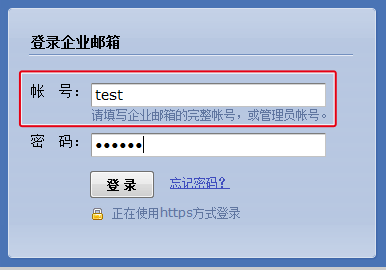 登录企业邮箱
帐 号： test
请填写企业邮箱的完整帐号，或管理员帐号。
密 码： ●●●●●●
登 录 忘记密码？
正在使用https方式登录